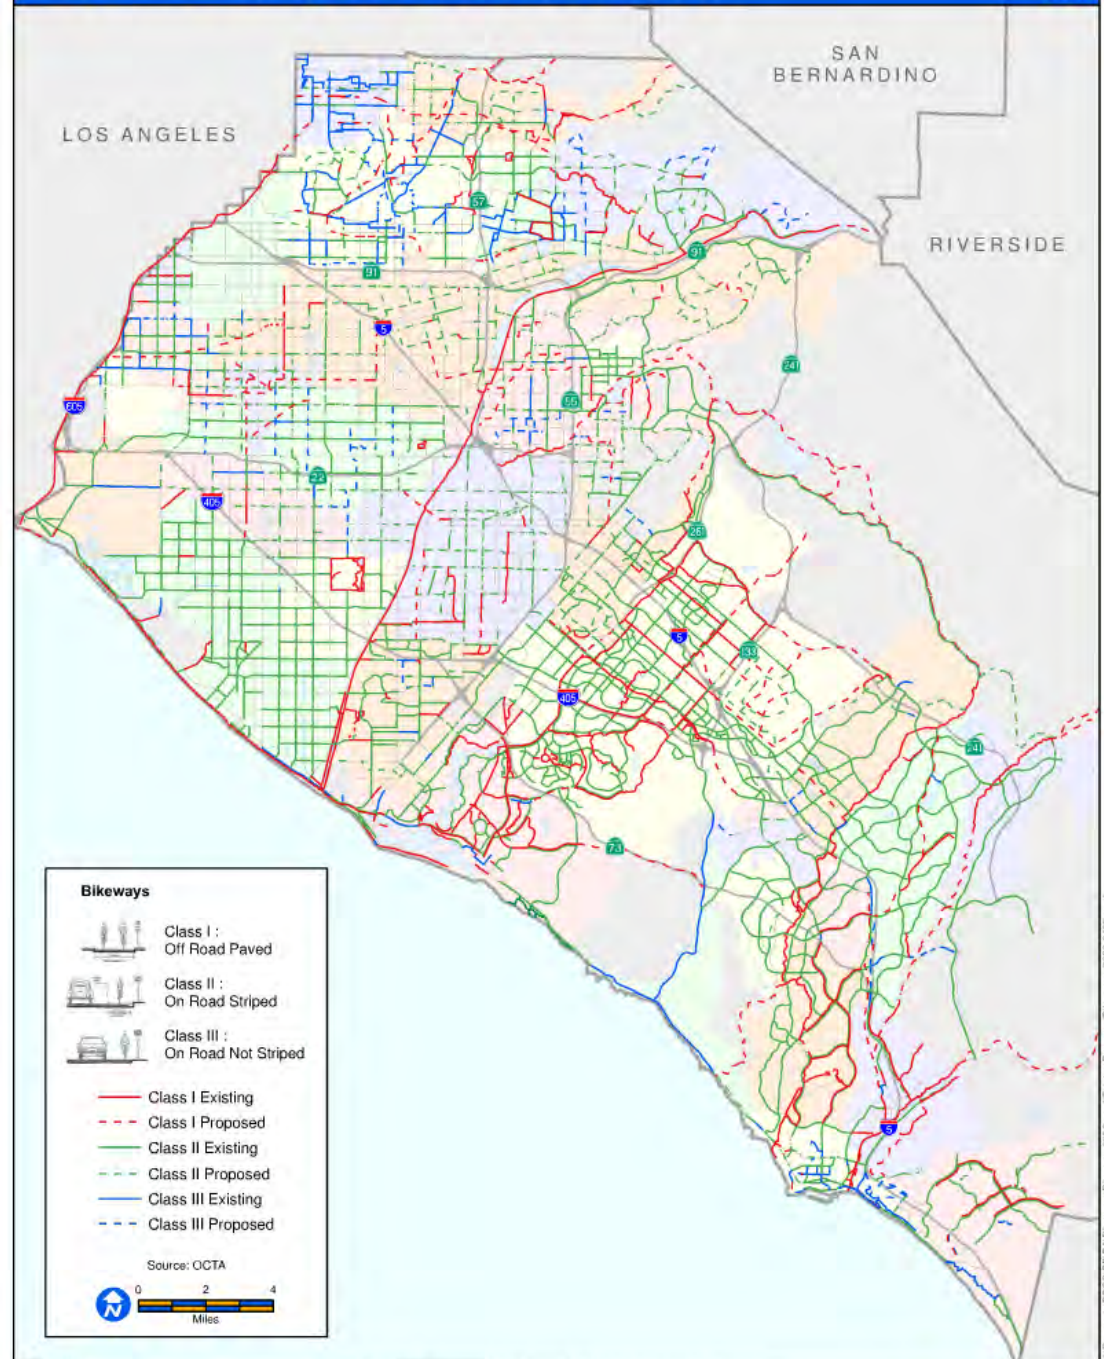 SAN
BERNARDINO
LOS ANGELES
57
RIVERSIDE
91
91
5
241
605
55
22
405
261
5
133
405
241
73
Bikeways
Class I :
Off Road Paved
Class II :
On Road Striped
Class III :
On Road Not Striped
Class I Existing
Class I Proposed
Class II Existing
Class II Proposed
Class III Existing
Class III Proposed
5
Source: OCTA
N
0 2 4
Miles